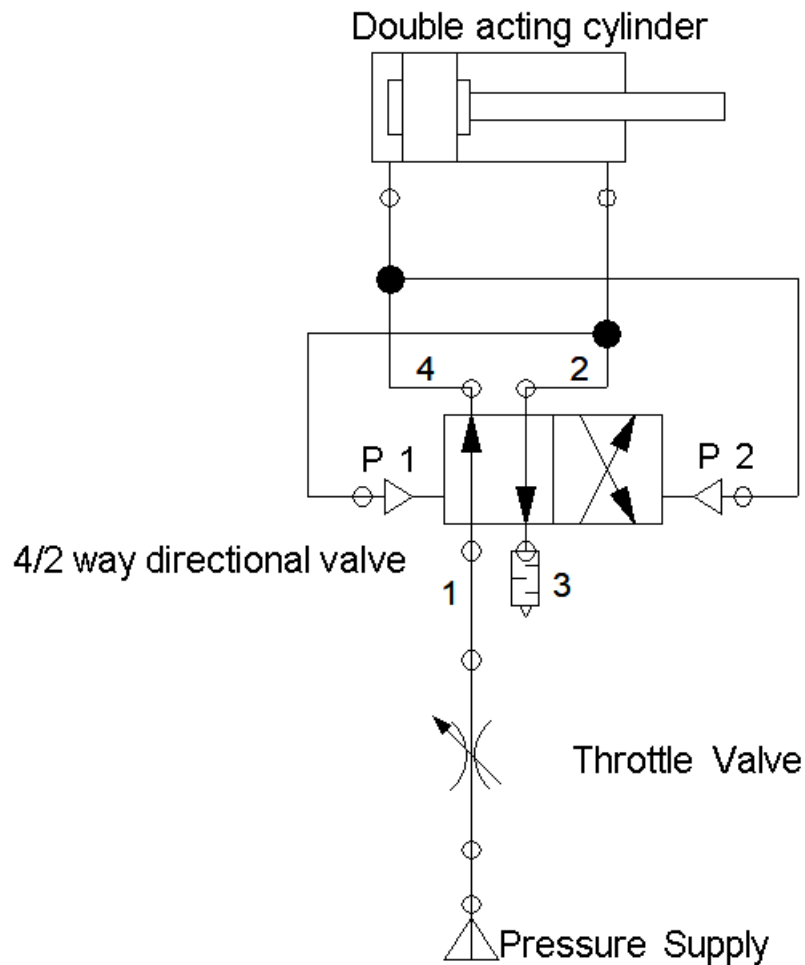 Double acting cylinder
4 2
P 1 P 2
4/2 way directional valve
1 3
Throttle Valve
Pressure Supply